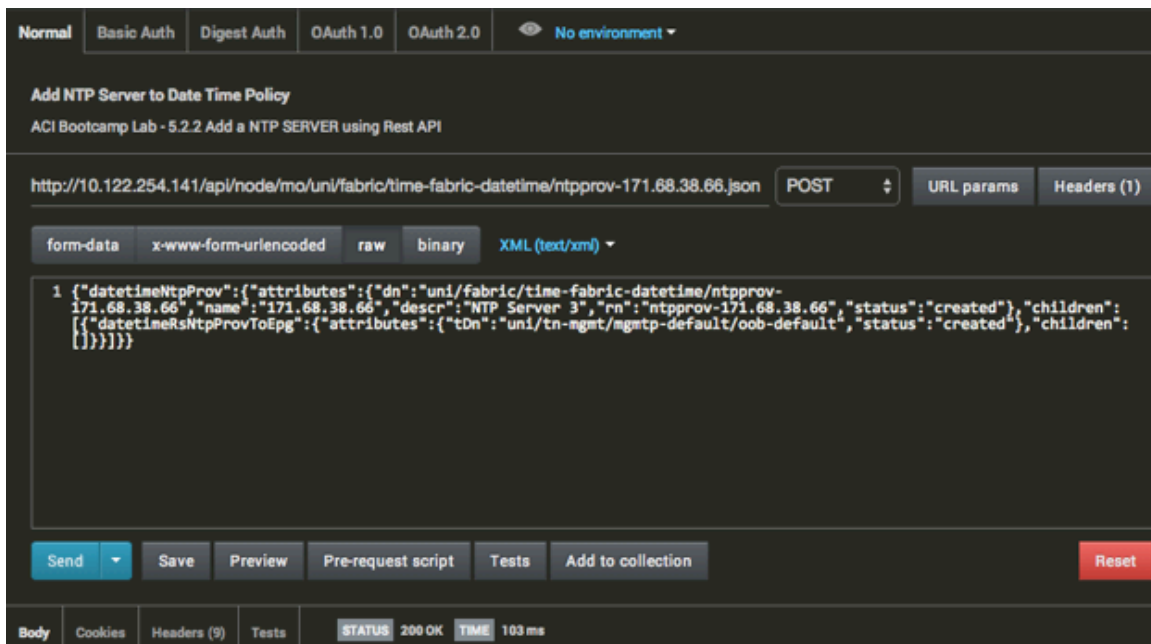 Normal Basic Auth Digest Auth OAuth 1.0 OAuth 2.0 No environment
Add NTP Server to Date Time Policy
ACI Bootcamp Lab - 5.2.2 Add a NTP SERVER using Rest API
http://10.122.254.141/api/node/mo/uni/fabric/time-fabric-datetime/ntpprov-171.68.38.66.json POST URL params Headers (1)
form-data x-www-form-urlencoded raw binary XML (text/xml)
1 {"datetimeNtpProv":{"attributes":{"dn":"uni/fabric/time-fabric-datetime/ntpprov-
171.68.38.66","name":"171.68.38.66","descr":"NTP Server 3","rn":"ntpprov-171.68.38.66","status":"created"},"children":
[{"datetimeRsNtpProvToEpg":{"attributes":{"tDn":"uni/tn-mgmt/mgmtp-default/oob-default","status":"created"},"children":
[]}}]}}
Send Save Preview Pre-request script Tests Add to collection Reset
Body Cookies Headers (9) Tests STATUS 200 OK TIME 103 ms